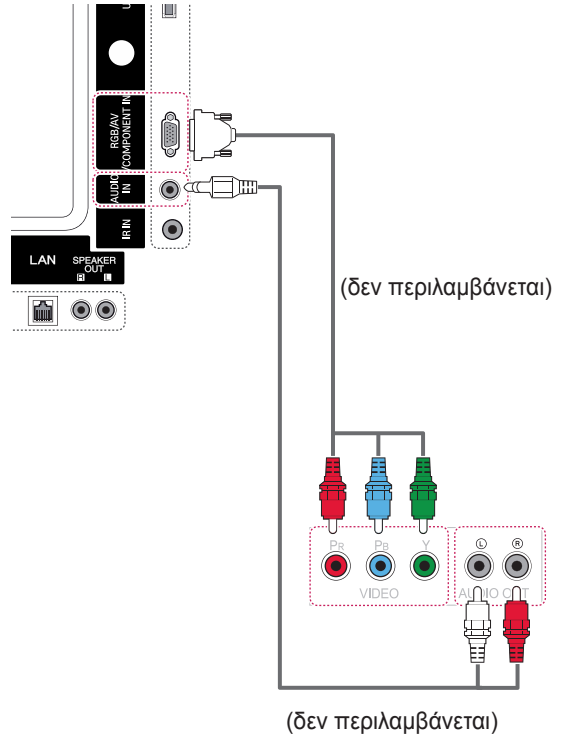 RGB/AV
/COMPONENT IN
AUDIO
IN
IR IN
LAN
SPEAKER
OUT
R L
(δεν περιλαμβάνεται)
PR PB Y
VIDEO
L R
AUDIO OUT
(δεν περιλαμβάνεται)